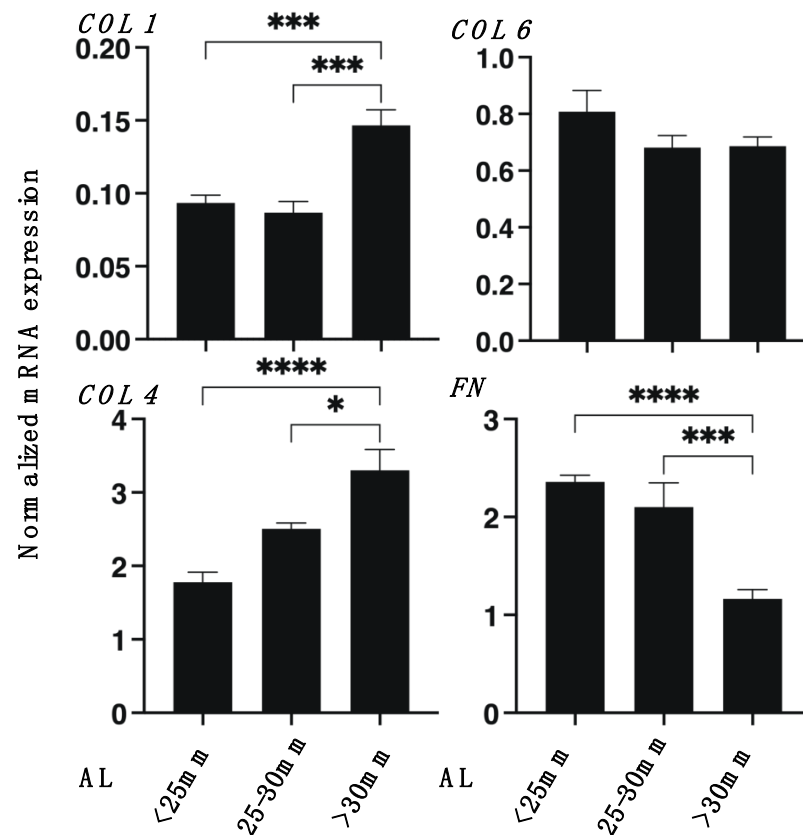 Normalized mRNA expression
COL 1
***
***
0.20
0.15
0.10
0.05
0.00
COL 6
1.0
0.8
0.6
0.4
0.2
0.0
COL 4
****
*
4
3
2
1
0
FN
****
***
3
2
1
0
AL
<25mm
25-30mm
>30mm
AL
<25mm
25-30mm
>30mm